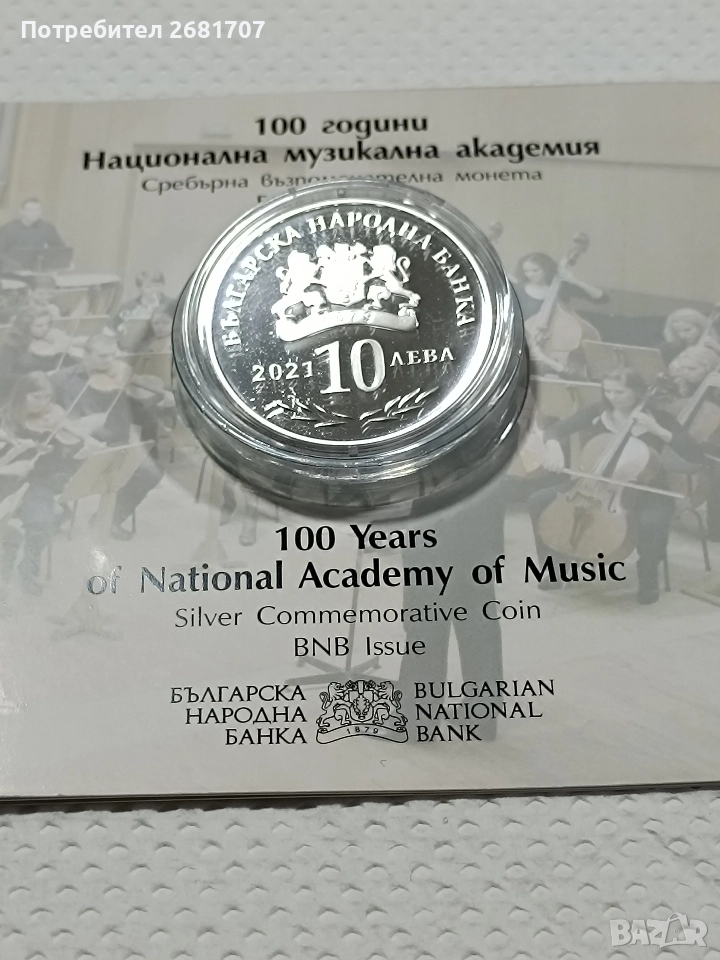 Потребител 2681707
100 години
Национална музикална академия
Сребърна възпоменателна монета
БЪЛГАРСКА НАРОДНА БАНКА
2021 10 ЛЕВА
100 Years
of National Academy of Music
Silver Commemorative Coin
BNB Issue
БЪЛГАРСКА
НАРОДНА
БАНКА
1879
BULGARIAN
NATIONAL
BANK
BAZAR